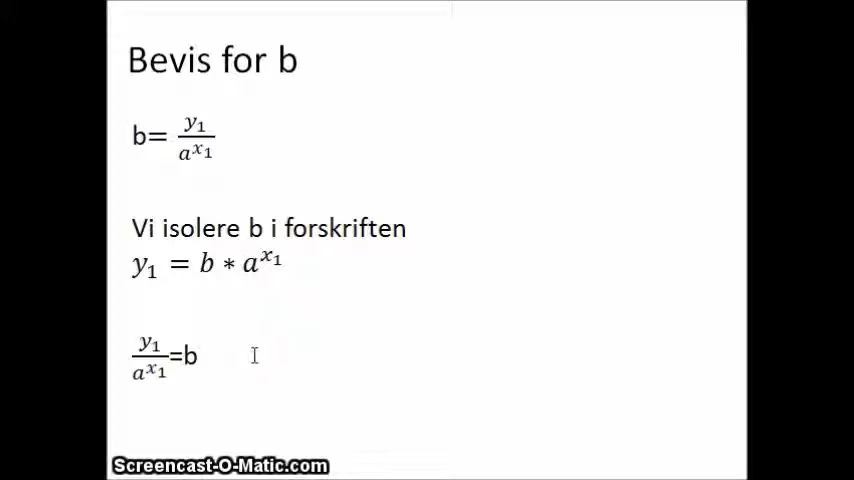 Bevis for b
b= y₁/a^x₁
Vi isolere b i forskriften
y₁ = b * a^x₁
y₁/a^x₁=b
Screencast-O-Matic.com